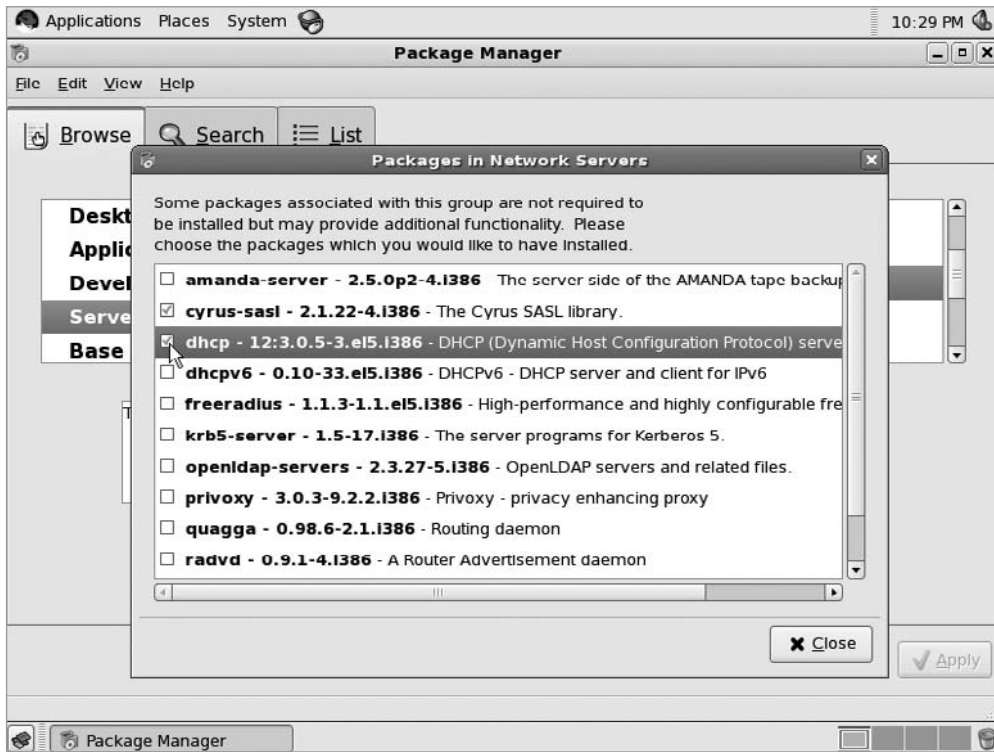 Applications Places System
10:29 PM
Package Manager
File Edit View Help
Browse
Search
List
Packages in Network Servers
Some packages associated with this group are not required to
be installed but may provide additional functionality. Please
choose the packages which you would like to have installed.
Deskt
Applic
Devel
Serve
Base
T
amanda-server - 2.5.0p2-4.i386 The server side of the AMANDA tape backup
cyrus-sasl - 2.1.22-4.i386 - The Cyrus SASL library.
dhcp - 12:3.0.5-3.el5.i386 - DHCP (Dynamic Host Configuration Protocol) serve
dhcpv6 - 0.10-33.el5.i386 - DHCPv6 - DHCP server and client for IPv6
freeradius - 1.1.3-1.1.el5.i386 - High-performance and highly configurable fre
krb5-server - 1.5-17.i386 - The server programs for Kerberos 5.
openldap-servers - 2.3.27-5.i386 - OpenLDAP servers and related files.
privoxy - 3.0.3-9.2.2.i386 - Privoxy - privacy enhancing proxy
quagga - 0.98.6-2.1.i386 - Routing daemon
radvd - 0.9.1-4.i386 - A Router Advertisement daemon
Close
Apply
Package Manager